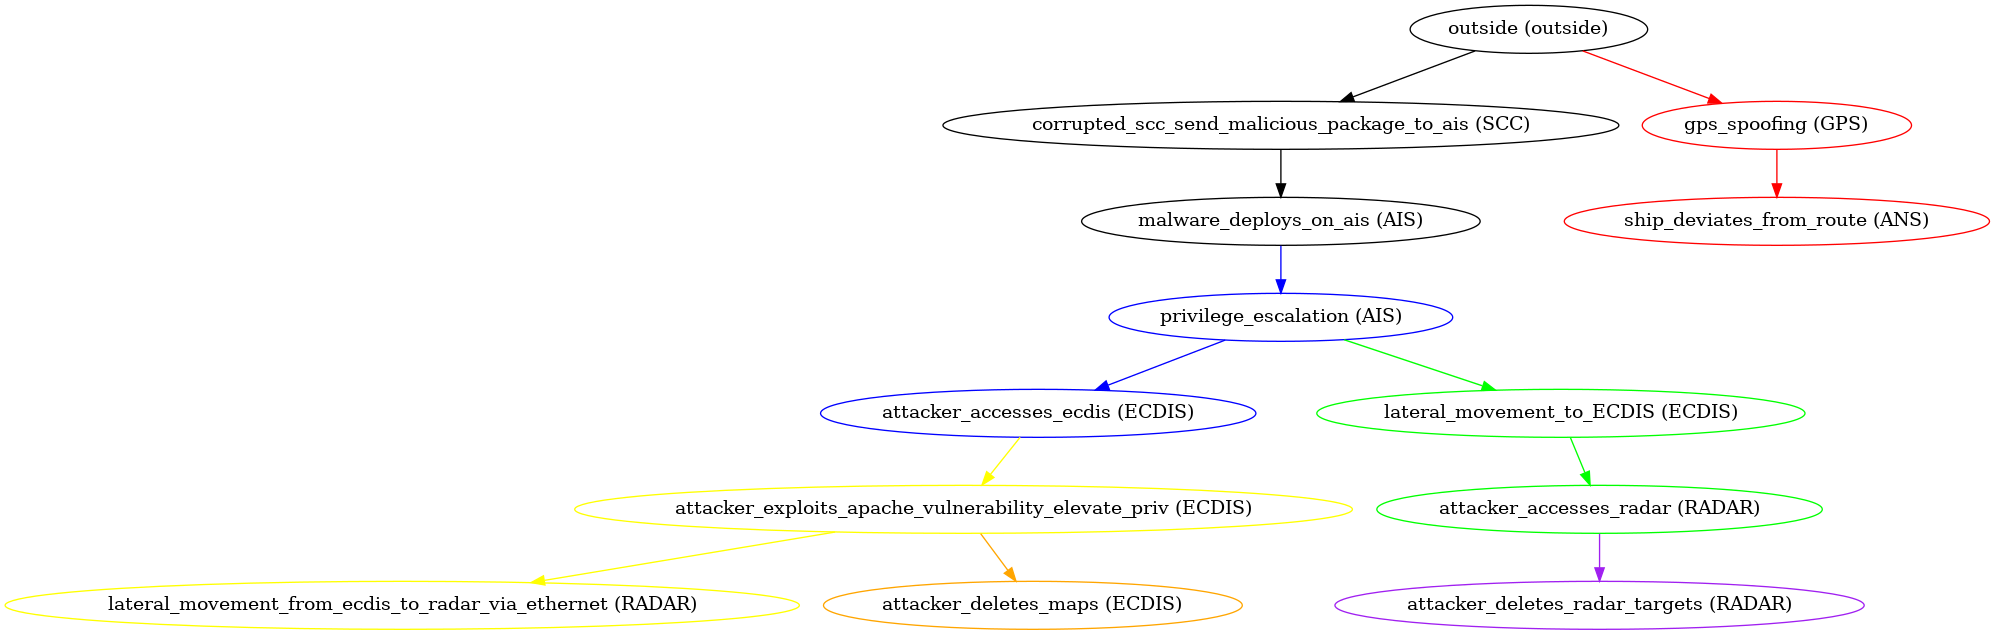 outside (outside)
corrupted_scc_send_malicious_package_to_ais (SCC)
gps_spoofing (GPS)
malware_deploys_on_ais (AIS)
ship_deviates_from_route (ANS)
privilege_escalation (AIS)
attacker_accesses_ecdis (ECDIS)
lateral_movement_to_ECDIS (ECDIS)
attacker_exploits_apache_vulnerability_elevate_priv (ECDIS)
attacker_accesses_radar (RADAR)
lateral_movement_from_ecdis_to_radar_via_ethernet (RADAR)
attacker_deletes_maps (ECDIS)
attacker_deletes_radar_targets (RADAR)